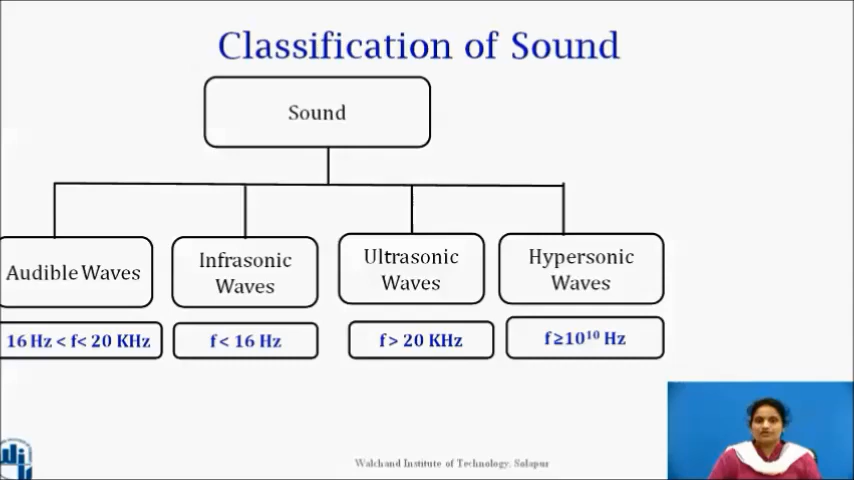 Classification of Sound
Sound
Audible Waves
Infrasonic
Waves
Ultrasonic
Waves
Hypersonic
Waves
16 Hz < f< 20 KHz
f < 16 Hz
f > 20 KHz
f ≥10¹⁰ Hz
Walchand Institute of Technology, Solapur